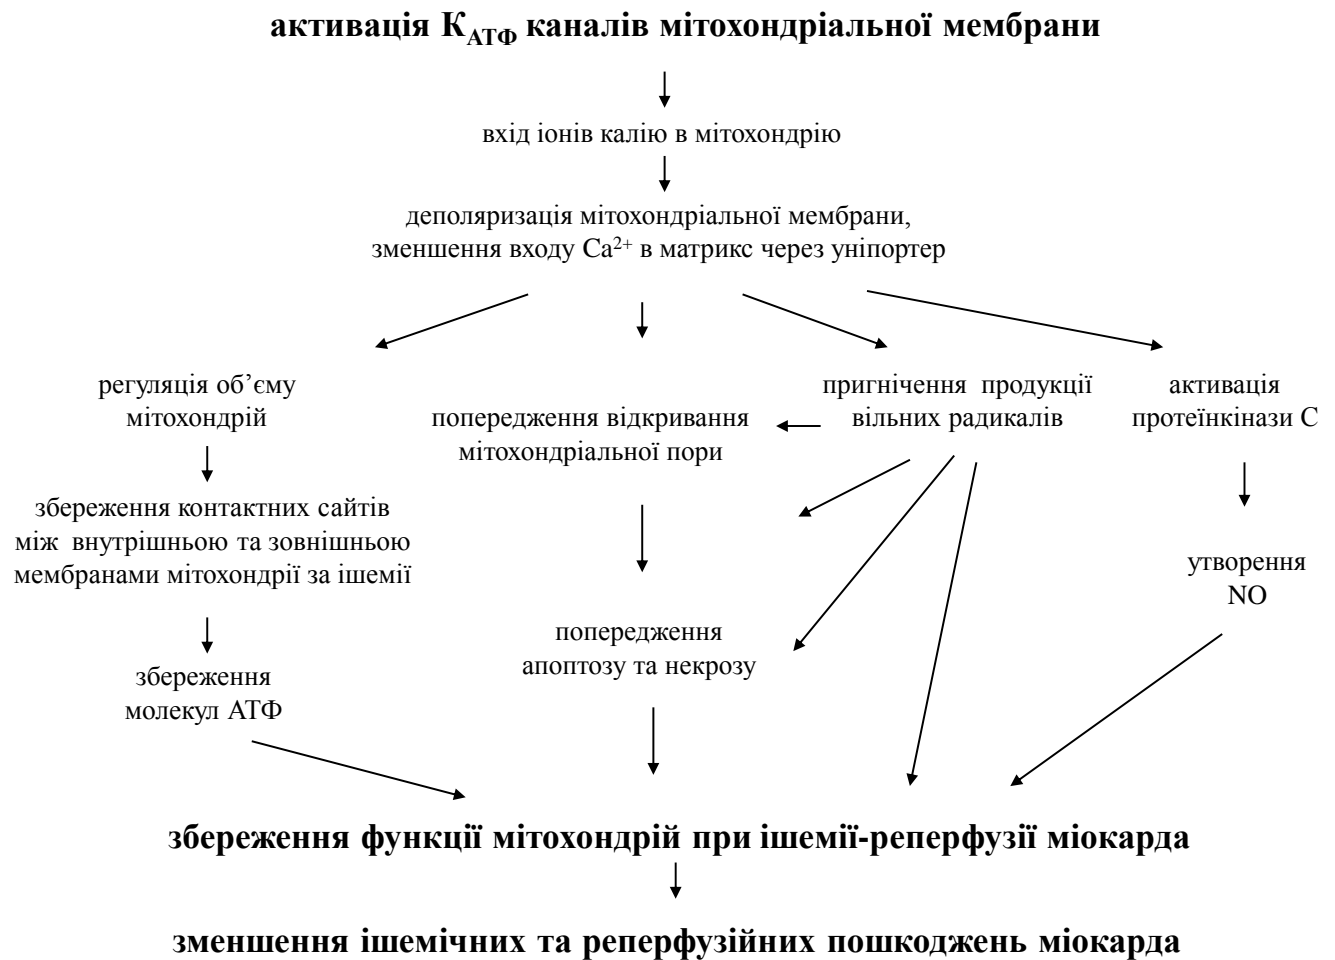 активація КАТФ каналів мітохондріальної мембрани
вхід іонів калію в мітохондрію
деполяризація мітохондріальної мембрани,
зменшення входу Са2+ в матрикс через уніпортер
регуляція об’єму
мітохондрій
попередження відкривання
мітохондріальної пори
пригнічення продукції
вільних радикалів
активація
протеїнкінази С
збереження контактних сайтів
між внутрішньою та зовнішньою
мембранами мітохондрії за ішемії
утворення
NO
попередження
апоптозу та некрозу
збереження
молекул АТФ
збереження функції мітохондрій при ішемії-реперфузії міокарда
зменшення ішемічних та реперфузійних пошкоджень міокарда